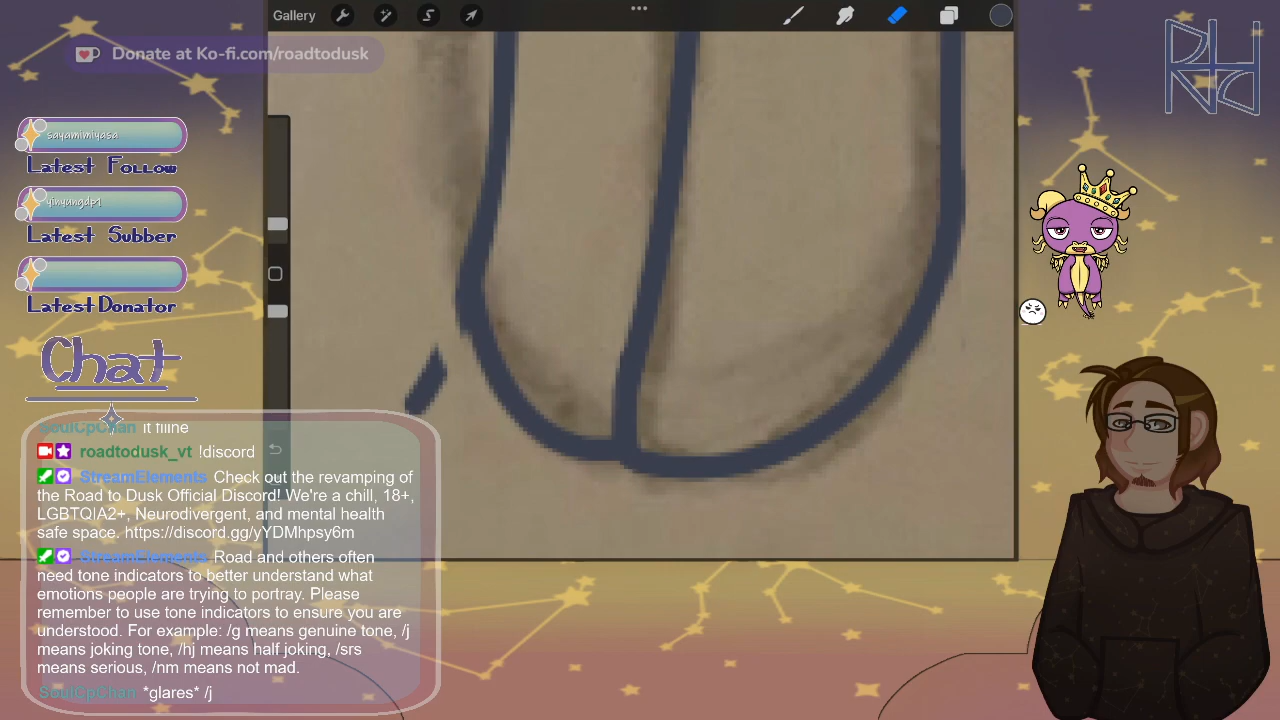 Gallery
Donate at Ko-fi.com/roadtodusk
sayamimiyasa
Latest Follow
yinyungdp1
Latest Subber
Latest Donator
Chat
SoulCpChan it fiiine
roadtodusk_vt !discord
StreamElements Check out the revamping of
the Road to Dusk Official Discord! We're a chill, 18+,
LGBTQIA2+, Neurodivergent, and mental health
safe space. https://discord.gg/yYDMhpsy6m
StreamElements Road and others often
need tone indicators to better understand what
emotions people are trying to portray. Please
remember to use tone indicators to ensure you are
understood. For example: /g means genuine tone, /j
means joking tone, /hj means half joking, /srs
means serious, /nm means not mad.
SoulCpChan *glares* /j